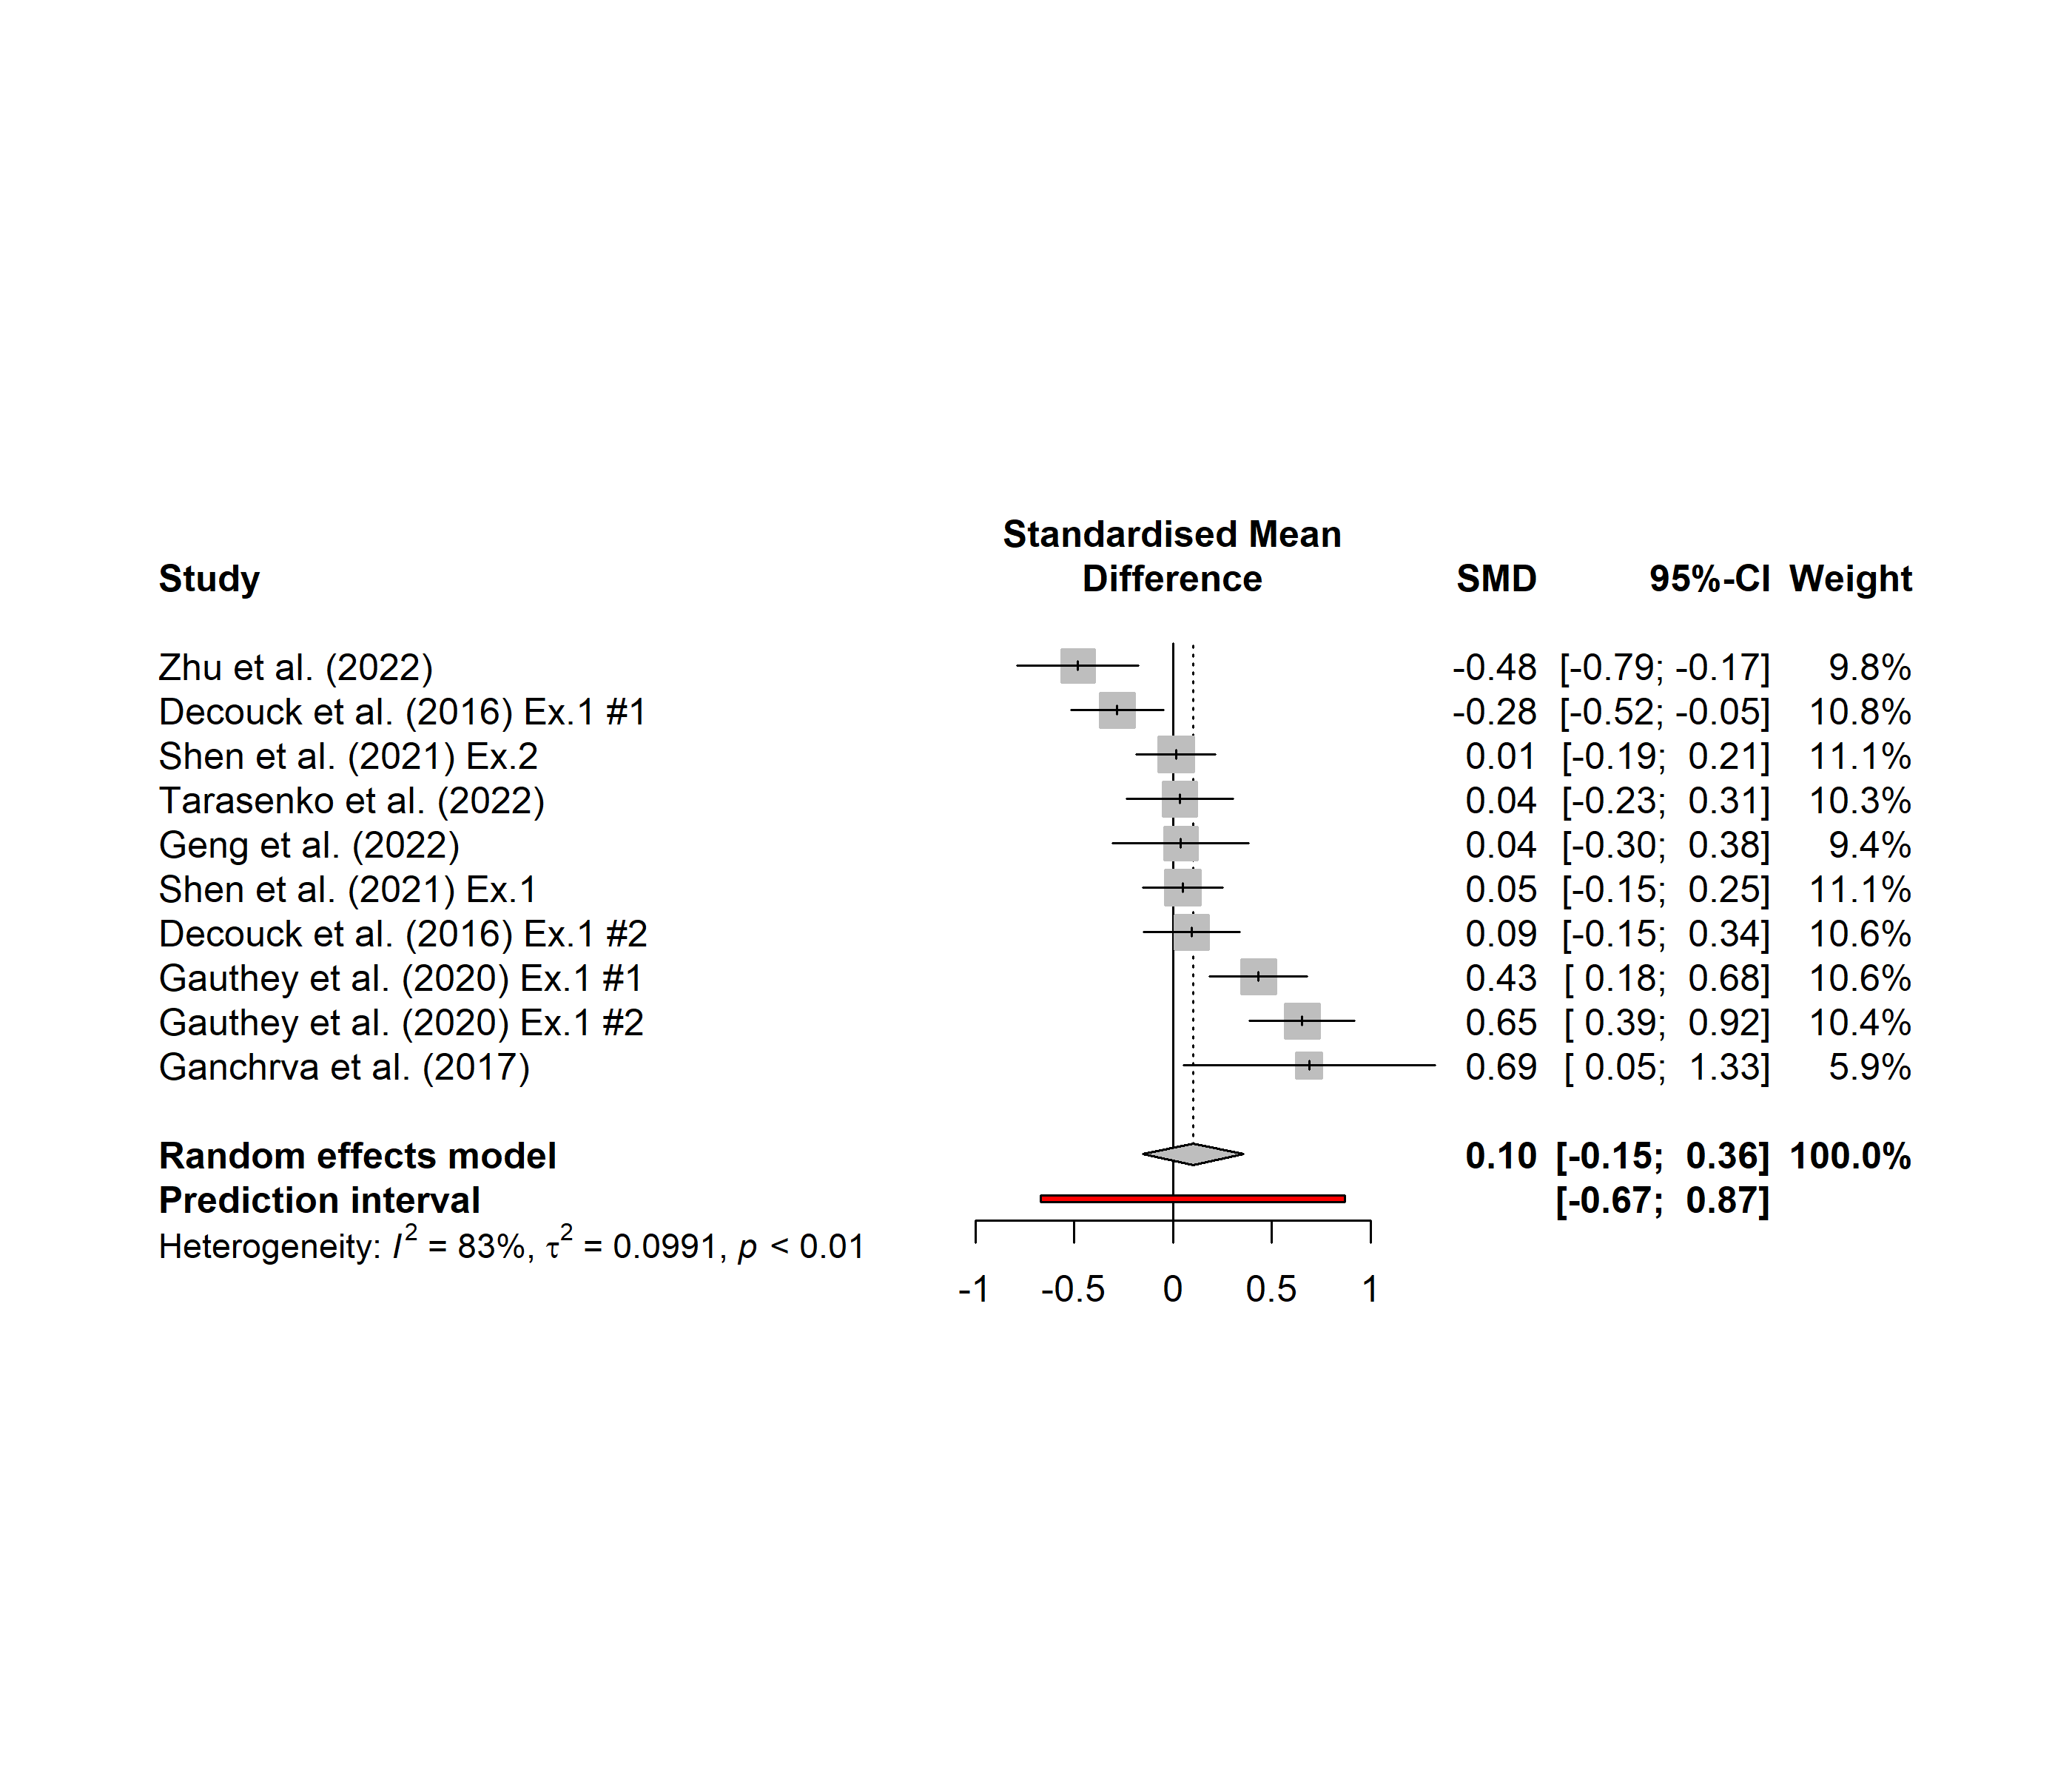 Standardised Mean
Study Difference SMD 95%-CI Weight
Zhu et al. (2022) -0.48 [-0.79; -0.17] 9.8%
Decouck et al. (2016) Ex.1 #1 -0.28 [-0.52; -0.05] 10.8%
Shen et al. (2021) Ex.2 0.01 [-0.19; 0.21] 11.1%
Tarasenko et al. (2022) 0.04 [-0.23; 0.31] 10.3%
Geng et al. (2022) 0.04 [-0.30; 0.38] 9.4%
Shen et al. (2021) Ex.1 0.05 [-0.15; 0.25] 11.1%
Decouck et al. (2016) Ex.1 #2 0.09 [-0.15; 0.34] 10.6%
Gauthey et al. (2020) Ex.1 #1 0.43 [ 0.18; 0.68] 10.6%
Gauthey et al. (2020) Ex.1 #2 0.65 [ 0.39; 0.92] 10.4%
Ganchrva et al. (2017) 0.69 [ 0.05; 1.33] 5.9%
Random effects model 0.10 [-0.15; 0.36] 100.0%
Prediction interval [-0.67; 0.87]
Heterogeneity: I² = 83%, τ² = 0.0991, p < 0.01
-1 -0.5 0 0.5 1